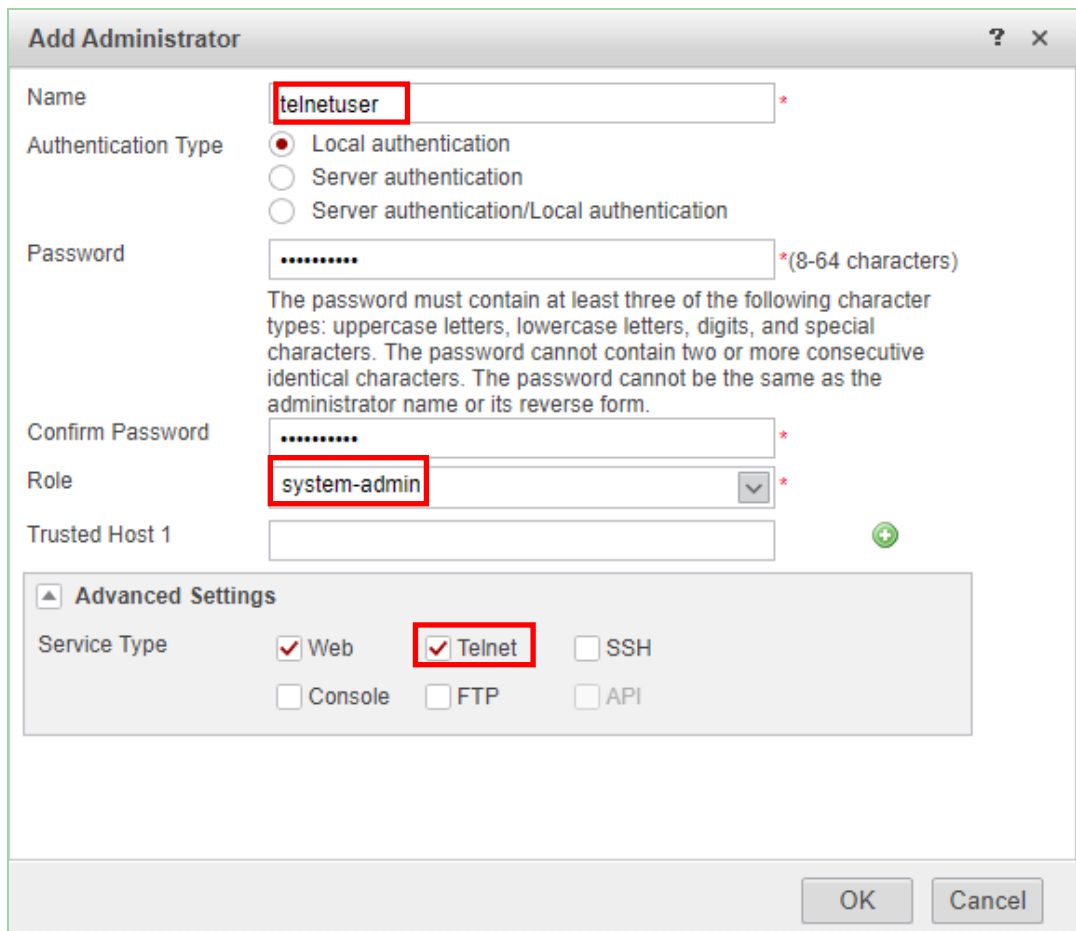 Add Administrator ? ×
Name telnetuser *
Authentication Type Local authentication
Server authentication
Server authentication/Local authentication
Password •••••••••• *(8-64 characters)
The password must contain at least three of the following character
types: uppercase letters, lowercase letters, digits, and special
characters. The password cannot contain two or more consecutive
identical characters. The password cannot be the same as the
administrator name or its reverse form.
Confirm Password •••••••••• *
Role system-admin *
Trusted Host 1
Advanced Settings
Service Type Web Telnet SSH
Console FTP API
OK Cancel